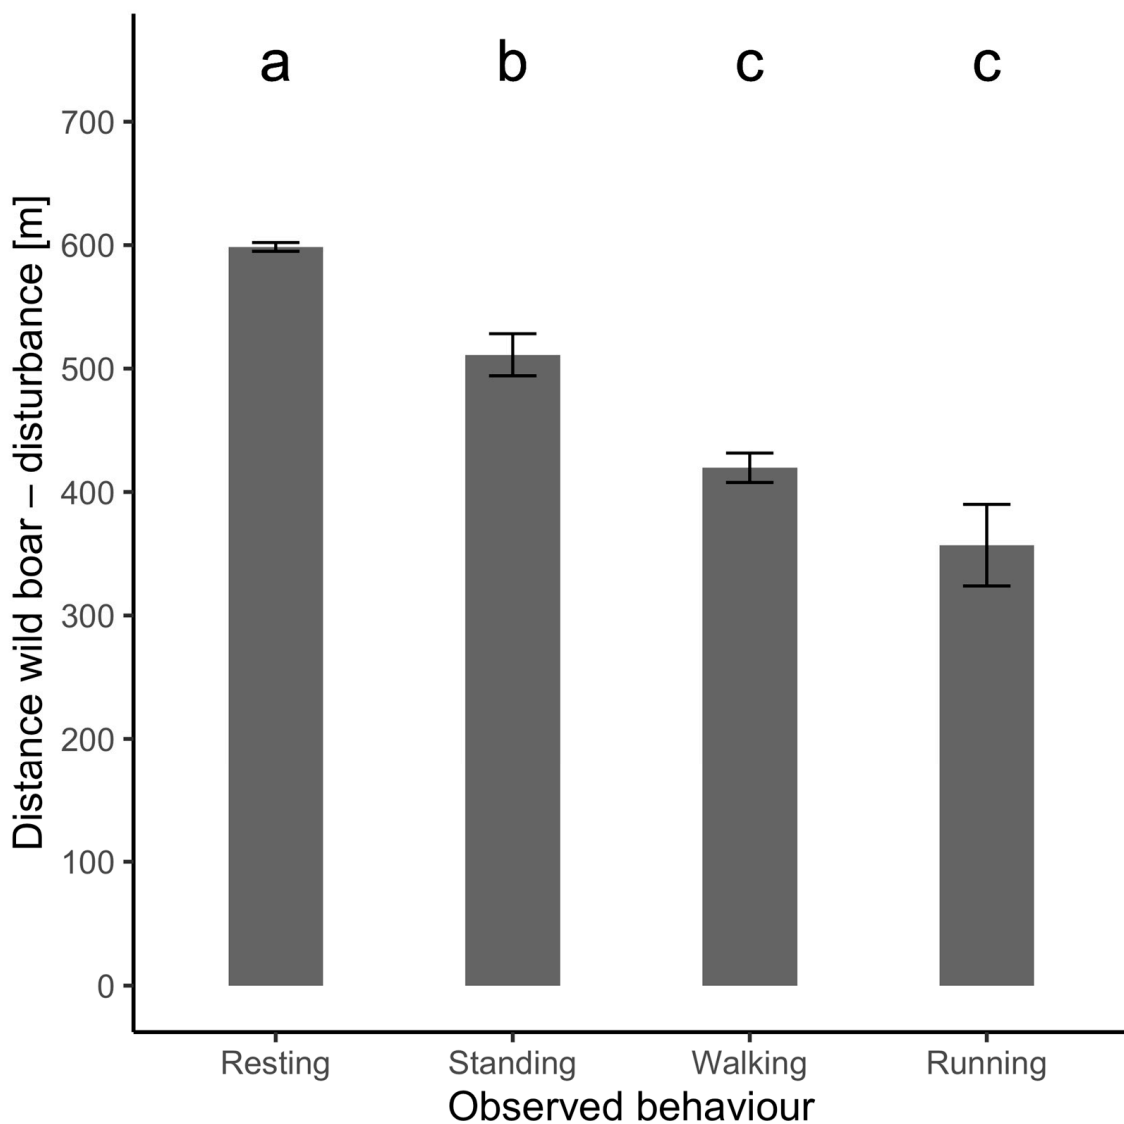 a b c c
700
600
500
400
300
200
100
0
Distance wild boar – disturbance [m]
Resting Standing Walking Running
Observed behaviour